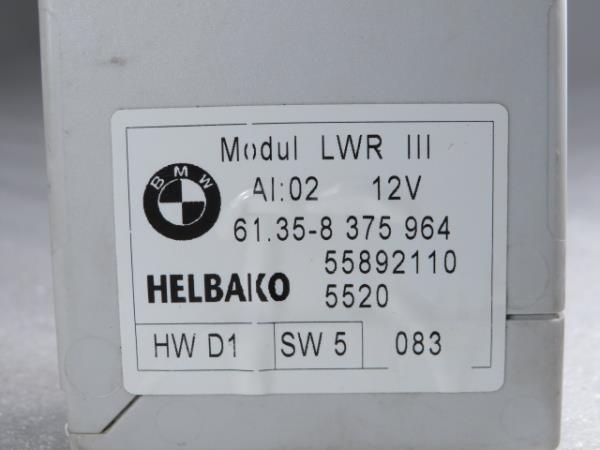 Modul LWR III
BMW
AI:02 12V
61.35-8 375 964
55892110
HELBAKO
5520
HW D1 SW 5 083